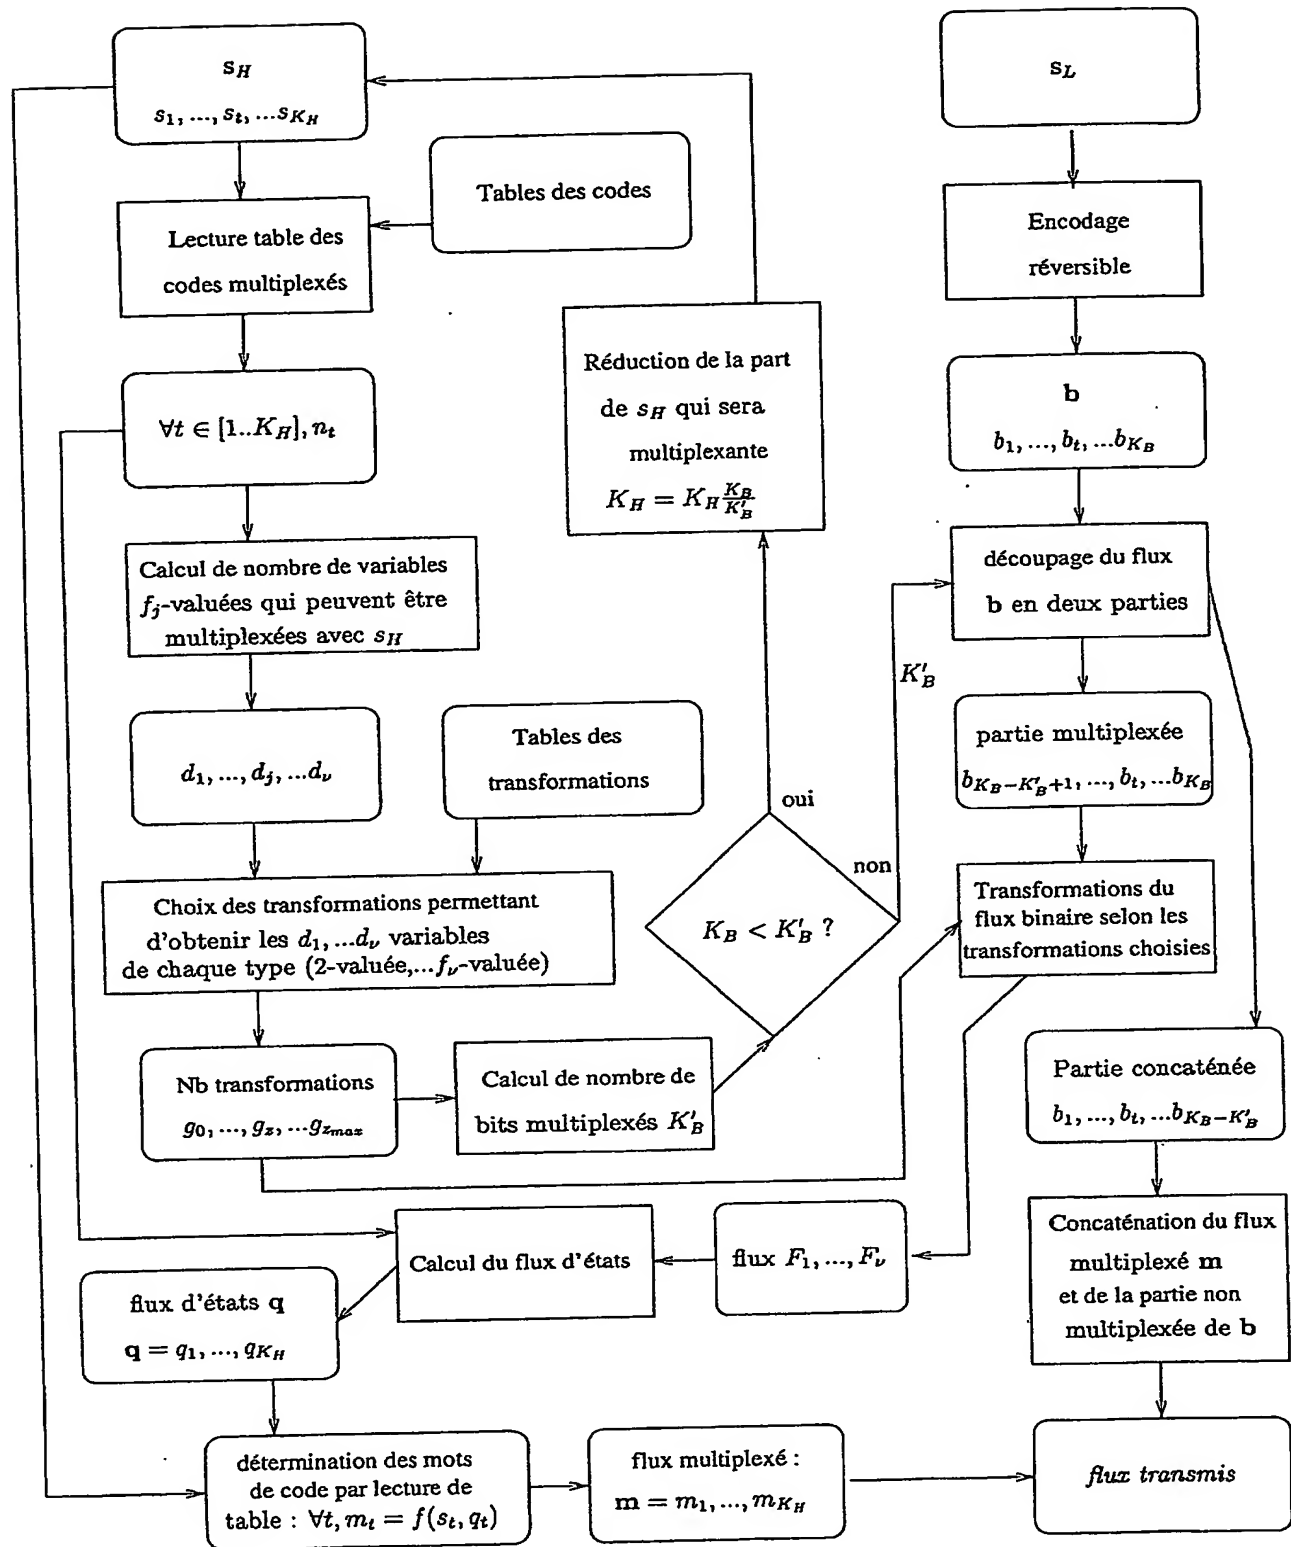 s_H
s_1, ..., s_t, ...s_{K_H}
s_L
Tables des codes
Lecture table des
codes multiplexés
Encodage
réversible
∀t ∈ [1..K_H], n_t
Réduction de la part
de s_H qui sera
multiplexante
K_H = K_H \frac{K_B}{K'_B}
b
b_1, ..., b_t, ...b_{K_B}
Calcul de nombre de variables
f_j-valuées qui peuvent être
multiplexées avec s_H
découpage du flux
b en deux parties
K'_B
d_1, ..., d_j, ...d_ν
Tables des
transformations
partie multiplexée
b_{K_B-K'_B+1}, ..., b_t, ...b_{K_B}
oui
non
K_B < K'_B ?
Choix des transformations permettant
d'obtenir les d_1, ...d_ν variables
de chaque type (2-valuée,...f_ν-valuée)
Transformations du
flux binaire selon les
transformations choisies
Nb transformations
g_0, ..., g_z, ...g_{z_{max}}
Calcul de nombre de
bits multiplexés K'_B
Partie concaténée
b_1, ..., b_t, ...b_{K_B-K'_B}
Calcul du flux d'états
flux F_1, ..., F_ν
Concaténation du flux
multiplexé m
et de la partie non
multiplexée de b
flux d'états q
q = q_1, ..., q_{K_H}
détermination des mots
de code par lecture de
table : ∀t, m_t = f(s_t, q_t)
flux multiplexé :
m = m_1, ..., m_{K_H}
flux transmis